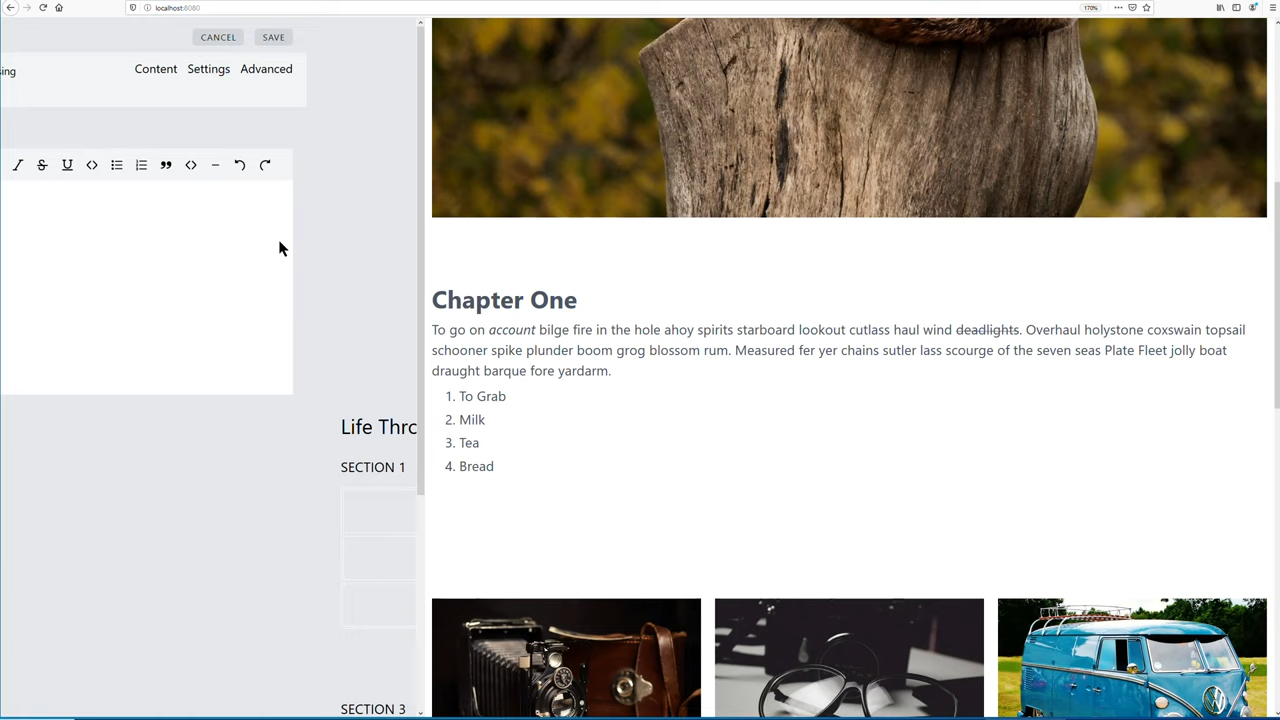 localhost:8080
170%
CANCEL SAVE
sing
Content Settings Advanced
Life Thro
SECTION 1
SECTION 3
Chapter One
To go on account bilge fire in the hole ahoy spirits starboard lookout cutlass haul wind deadlights. Overhaul holystone coxswain topsail
schooner spike plunder boom grog blossom rum. Measured fer yer chains sutler lass scourge of the seven seas Plate Fleet jolly boat
draught barque fore yardarm.
1. To Grab
2. Milk
3. Tea
4. Bread